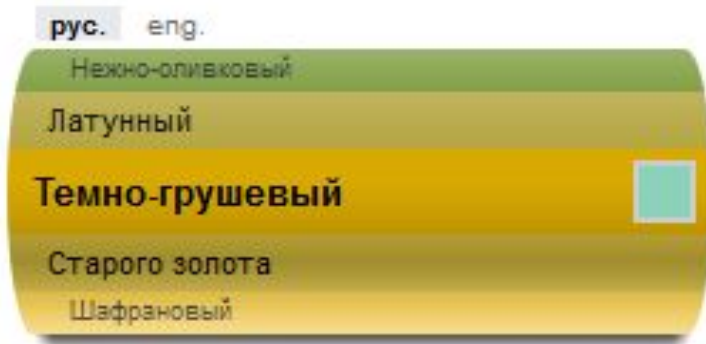 рус. eng.
Нежно-оливковый
Латунный
Темно-грушевый
Старого золота
Шафрановый